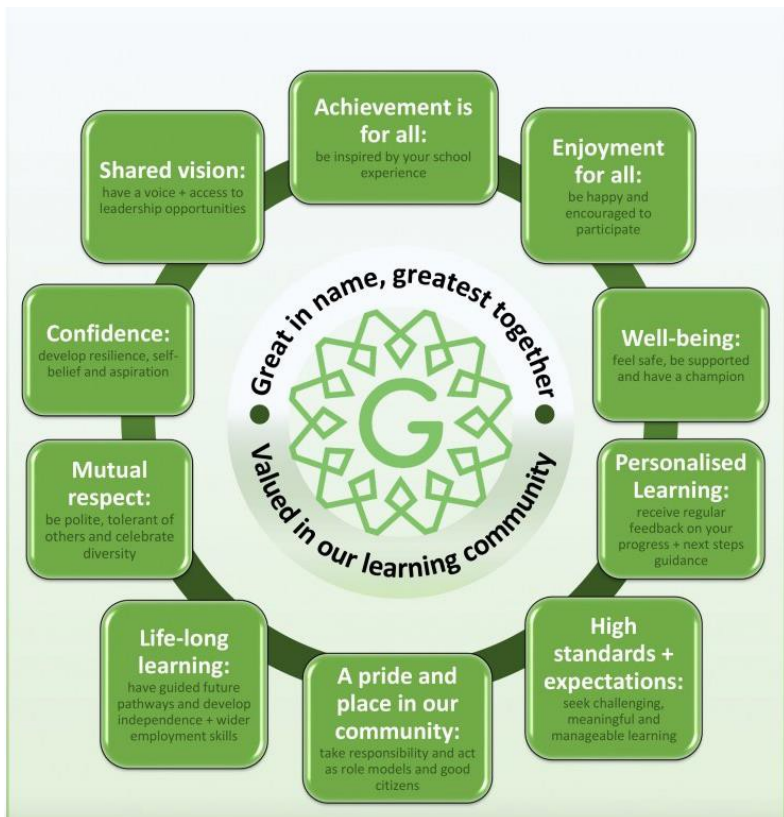 Achievement is
for all:
be inspired by your school
experience
Enjoyment
for all:
be happy and
encouraged to
participate
Well-being:
feel safe, be supported
and have a champion
Personalised
Learning:
receive regular
feedback on your
progress + next steps
guidance
High
standards +
expectations:
seek challenging,
meaningful and
manageable learning
A pride and
place in our
community:
take responsibility and act
as role models and good
citizens
Life-long
learning:
have guided future
pathways and develop
independence + wider
employment skills
Mutual
respect:
be polite, tolerant of
others and celebrate
diversity
Confidence:
develop resilience, self-
belief and aspiration
Shared vision:
have a voice + access to
leadership opportunities
Great in name, greatest together
G
Valued in our learning community